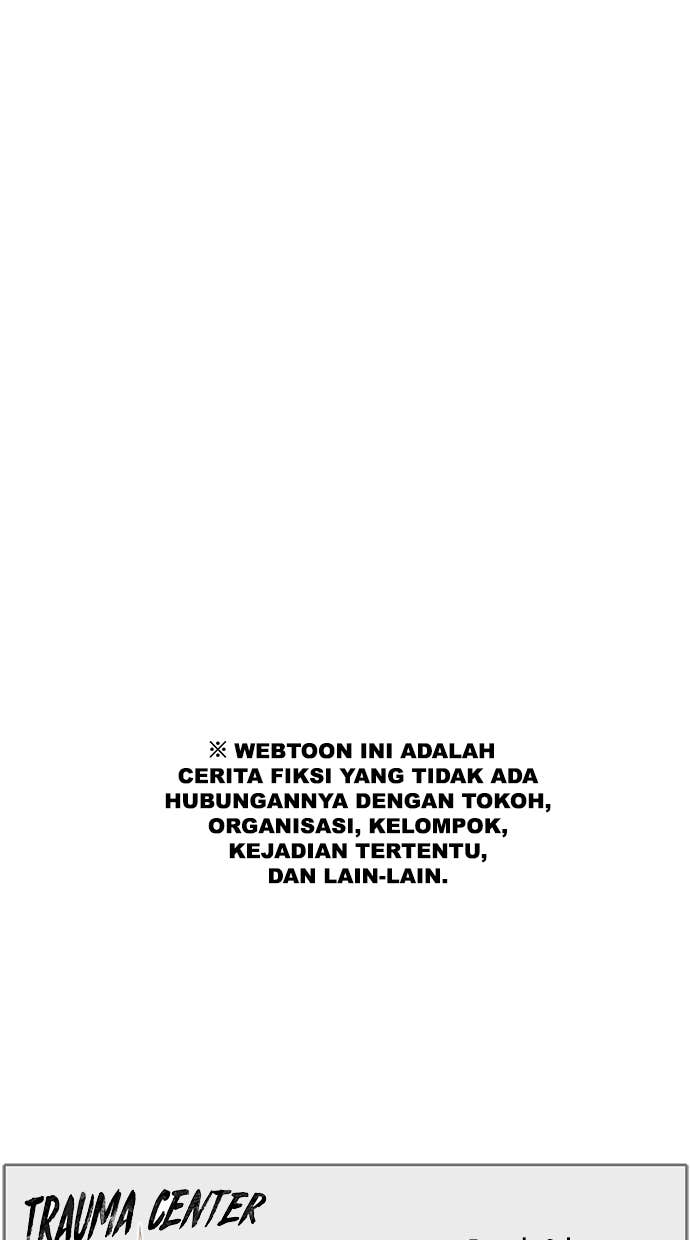 ※ WEBTOON INI ADALAH
CERITA FIKSI YANG TIDAK ADA
HUBUNGANNYA DENGAN TOKOH,
ORGANISASI, KELOMPOK,
KEJADIAN TERTENTU,
DAN LAIN-LAIN.
TRAUMA CENTER